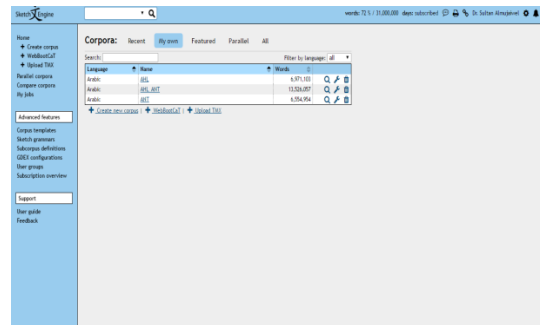 Sketch Engine
words: 72 % / 31,000,000 days subscribed Dr. Sultan Almujaiwel
Home
+ Create corpus
+ WebBootCaT
+ Upload TMX
Parallel corpora
Compare corpora
My jobs
Advanced features
Corpus templates
Sketch grammars
Subcorpus definitions
GDEX configurations
User groups
Subscription overview
Support
User guide
Feedback
Corpora: Recent My own Featured Parallel All
Search: Filter by language: all
Language Name Words
Arabic AHL 6,971,103
Arabic AHL AHT 13,526,057
Arabic AHT 6,554,954
+ Create new corpus | + WebBootCaT | + Upload TMX